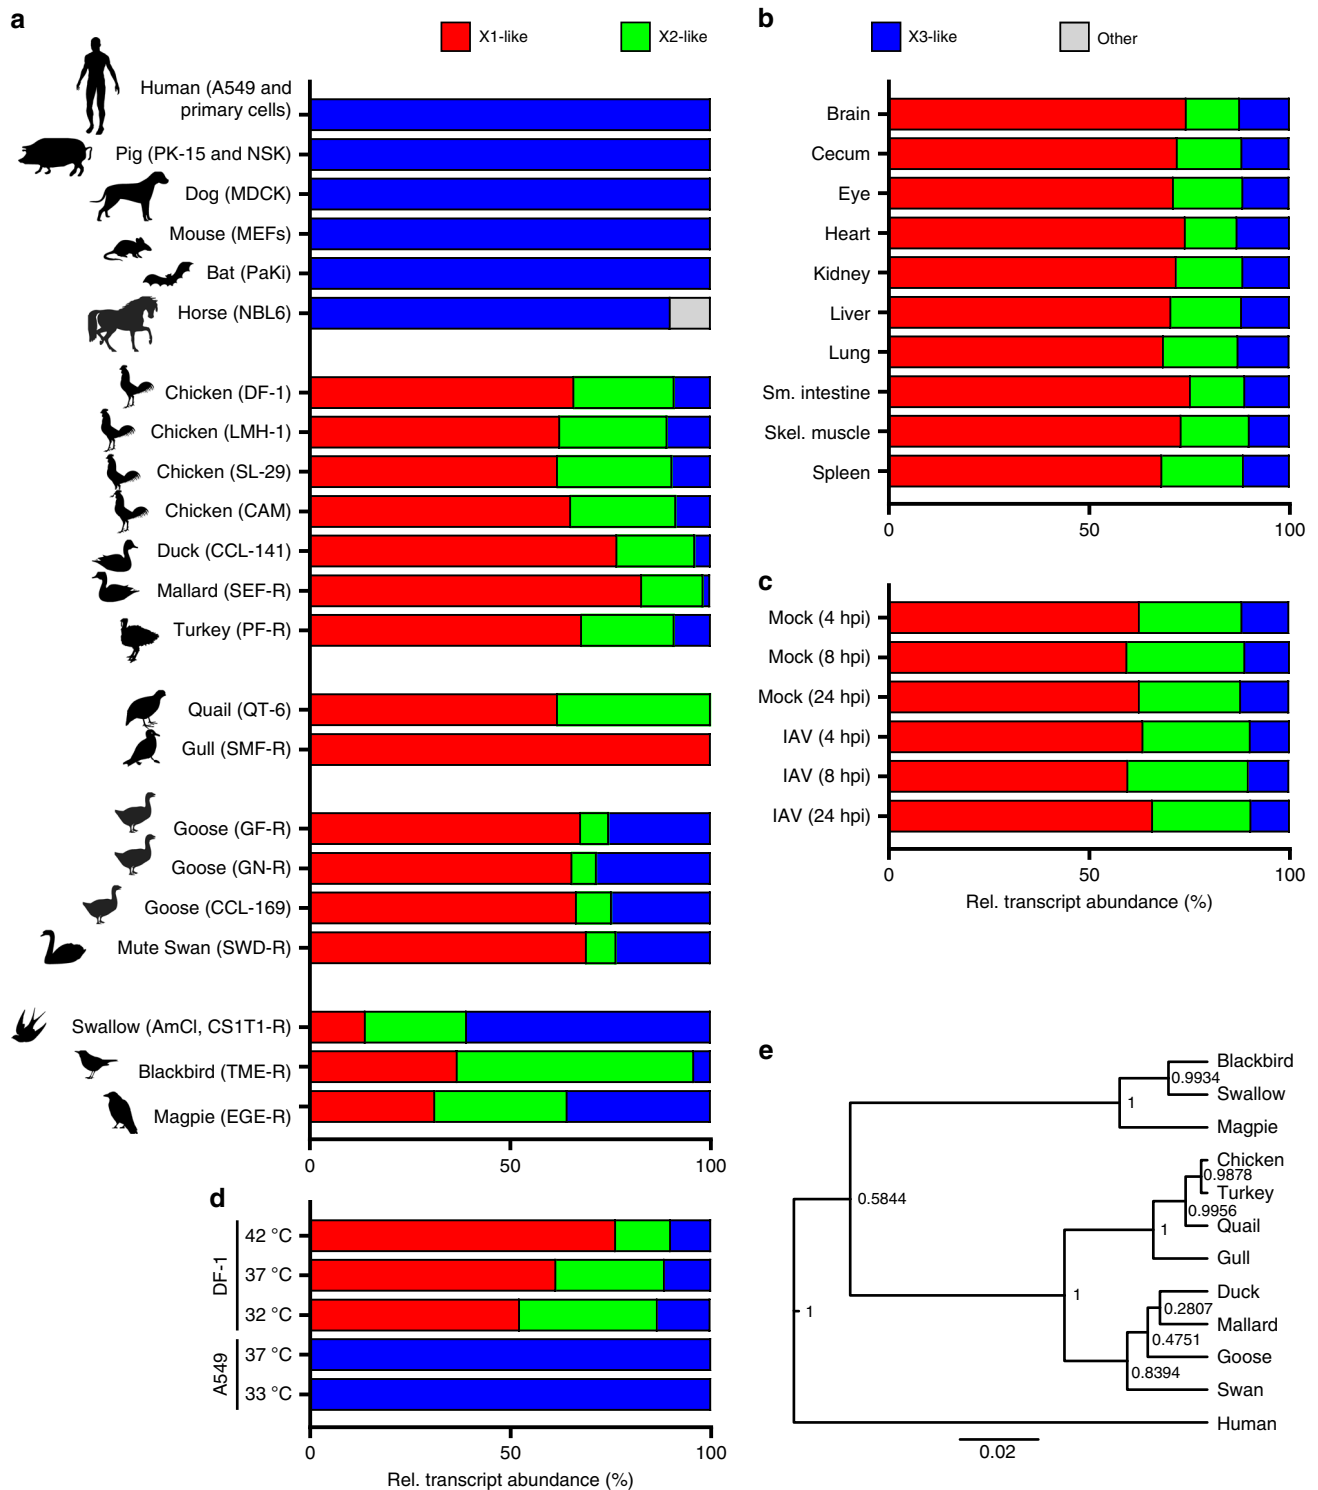 a
X1-like
X2-like
Human (A549 and
primary cells)
Pig (PK-15 and NSK)
Dog (MDCK)
Mouse (MEFs)
Bat (PaKi)
Horse (NBL6)
Chicken (DF-1)
Chicken (LMH-1)
Chicken (SL-29)
Chicken (CAM)
Duck (CCL-141)
Mallard (SEF-R)
Turkey (PF-R)
Quail (QT-6)
Gull (SMF-R)
Goose (GF-R)
Goose (GN-R)
Goose (CCL-169)
Mute Swan (SWD-R)
Swallow (AmCl, CS1T1-R)
Blackbird (TME-R)
Magpie (EGE-R)
0
50
100
b
X3-like
Other
Brain
Cecum
Eye
Heart
Kidney
Liver
Lung
Sm. intestine
Skel. muscle
Spleen
0
50
100
c
Mock (4 hpi)
Mock (8 hpi)
Mock (24 hpi)
IAV (4 hpi)
IAV (8 hpi)
IAV (24 hpi)
0
50
100
Rel. transcript abundance (%)
d
DF-1
42 °C
37 °C
32 °C
A549
37 °C
33 °C
0
50
100
Rel. transcript abundance (%)
e
Blackbird
0.9934
Swallow
1
Magpie
Chicken
0.9878
Turkey
0.9956
Quail
1
Gull
0.5844
1
Duck
0.2807
Mallard
0.4751
Goose
0.8394
Swan
1
Human
0.02